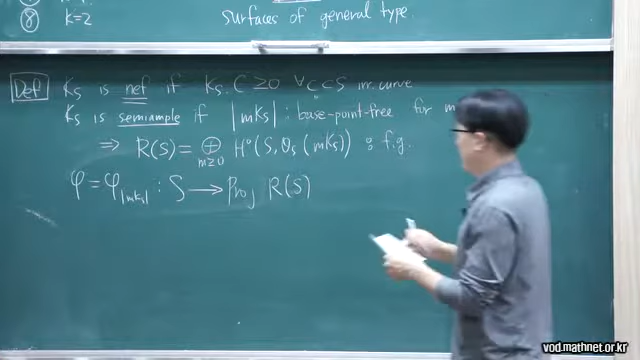 ⑧ k=2
surfaces of general type
Def K_S is nef if K_S . C ≥ 0 ∀ C ⊂ S irr. curve
K_S is semiample if |mK_S| : base-point-free for m
⇒ R(S) = ⊕_{m≥0} H⁰(S, O_S(mK_S)) : f.g.
φ = φ_{|mK_S|} : S → Proj R(S)
vod.mathnet.or.kr